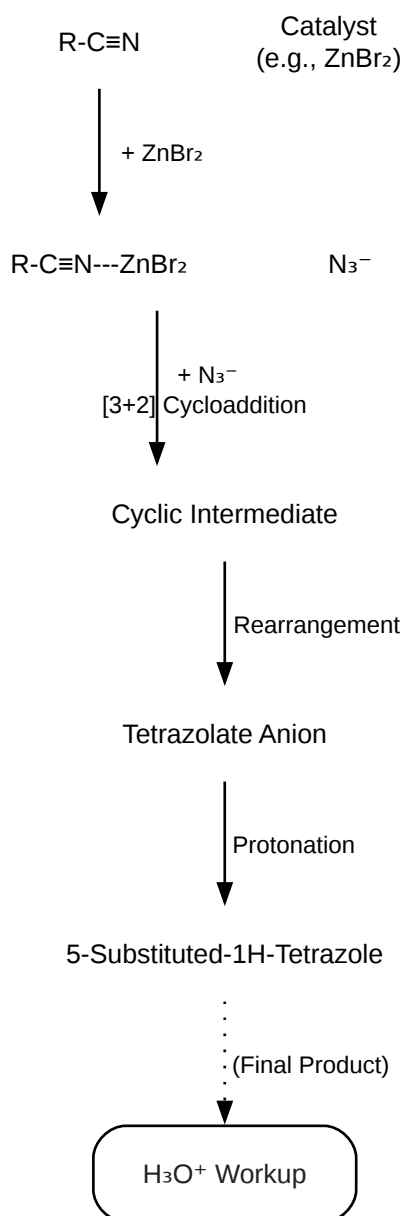 R-C≡N
Catalyst
(e.g., ZnBr₂)
+ ZnBr₂
R-C≡N---ZnBr₂
N₃⁻
+ N₃⁻
[3+2] Cycloaddition
Cyclic Intermediate
Rearrangement
Tetrazolate Anion
Protonation
5-Substituted-1H-Tetrazole
(Final Product)
H₃O⁺ Workup